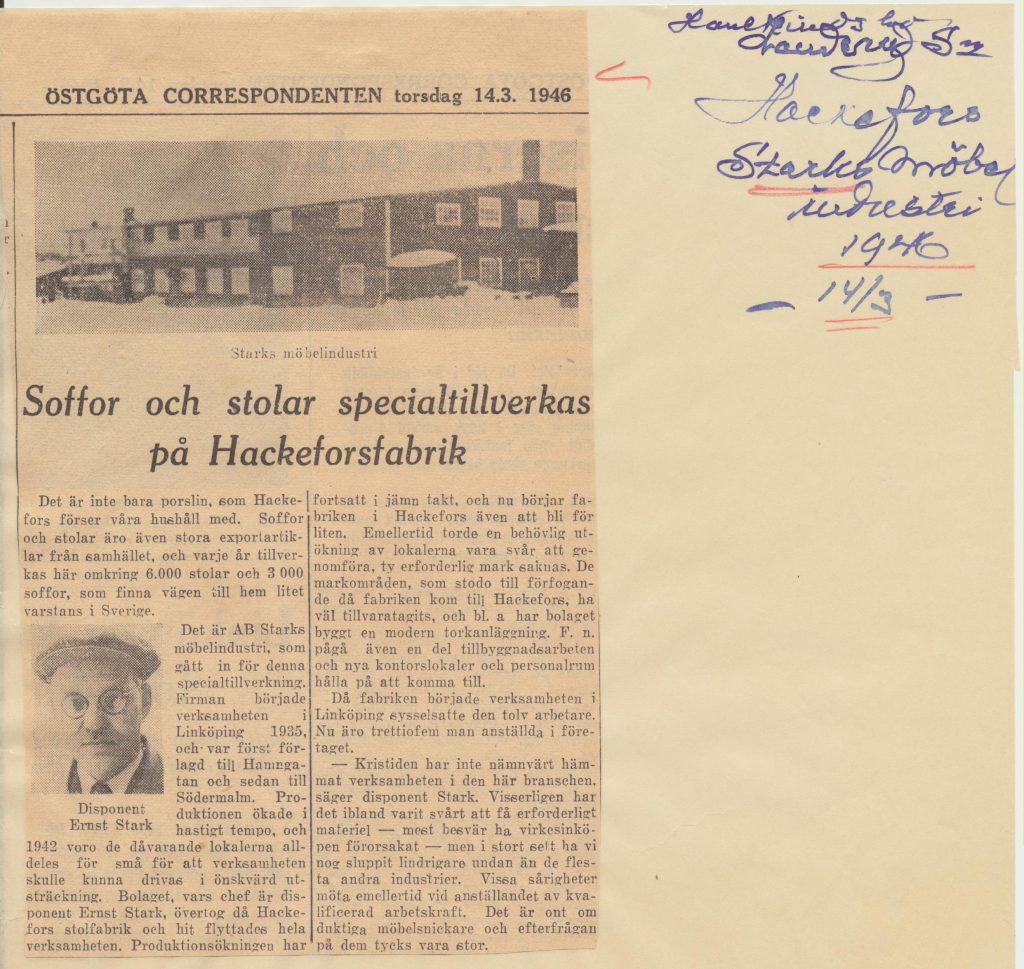 ÖSTGÖTA CORRESPONDENTEN torsdag 14.3. 1946
Starks möbelindustri
Soffor och stolar specialtillverkas
på Hackeforsfabrik
Det är inte bara porslin, som Hacke-
fors förser våra hushåll med. Soffor
och stolar äro även stora exportartik-
lar från samhället, och varje år tillver-
kas här omkring 6.000 stolar och 3 000
soffor, som finna vägen till hem litet
varstans i Sverige.
Det är AB Starks
möbelindustri, som
gått in för denna
specialtillverkning.
Firman började
verksamheten i
Linköping 1935,
och var först för-
lagd till Hamnga-
tan och sedan till
Södermalm. Pro-
duktionen ökade i
hastigt tempo, och
Disponent
Ernst Stark
1942 voro de dåvarande lokalerna all-
deles för små för att verksamheten
skulle kunna drivas i önskvärd ut-
sträckning. Bolaget, vars chef är dis-
ponent Ernst Stark, övertog då Hacke-
fors stolfabrik och hit flyttades hela
verksamheten. Produktionsökningen har
fortsatt i jämn takt, och nu börjar fa-
briken i Hackefors även att bli för
liten. Emellertid torde en behövlig ut-
ökning av lokalerna vara svår att ge-
nomföra, ty erforderlig mark saknas. De
markområden, som stodo till förfogan-
de då fabriken kom till Hackefors, ha
väl tillvaratagits, och bl. a har bolaget
byggt en modern torkanläggning. F. n.
pågå även en del tillbyggnadsarbeten
och nya kontorslokaler och personalrum
hålla på att komma till.
Då fabriken började verksamheten i
Linköping sysselsatte den tolv arbetare.
Nu äro trettiofem man anställda i före-
taget.
— Kristiden har inte nämnvärt häm-
mat verksamheten i den här branschen,
säger disponent Stark. Visserligen har
det ibland varit svårt att få erforderligt
materiel — mest besvär ha virkesinkö-
pen förorsakat — men i stort sett ha vi
nog sluppit lindrigare undan än de fles-
ta andra industrier. Vissa sårigheter
möta emellertid vid anställandet av kva-
lificerad arbetskraft. Det är ont om
duktiga möbelsnickare och efterfrågan
på dem tycks vara stor.
Hackefors
Starks möbel
industri
1946
— 14/3 —